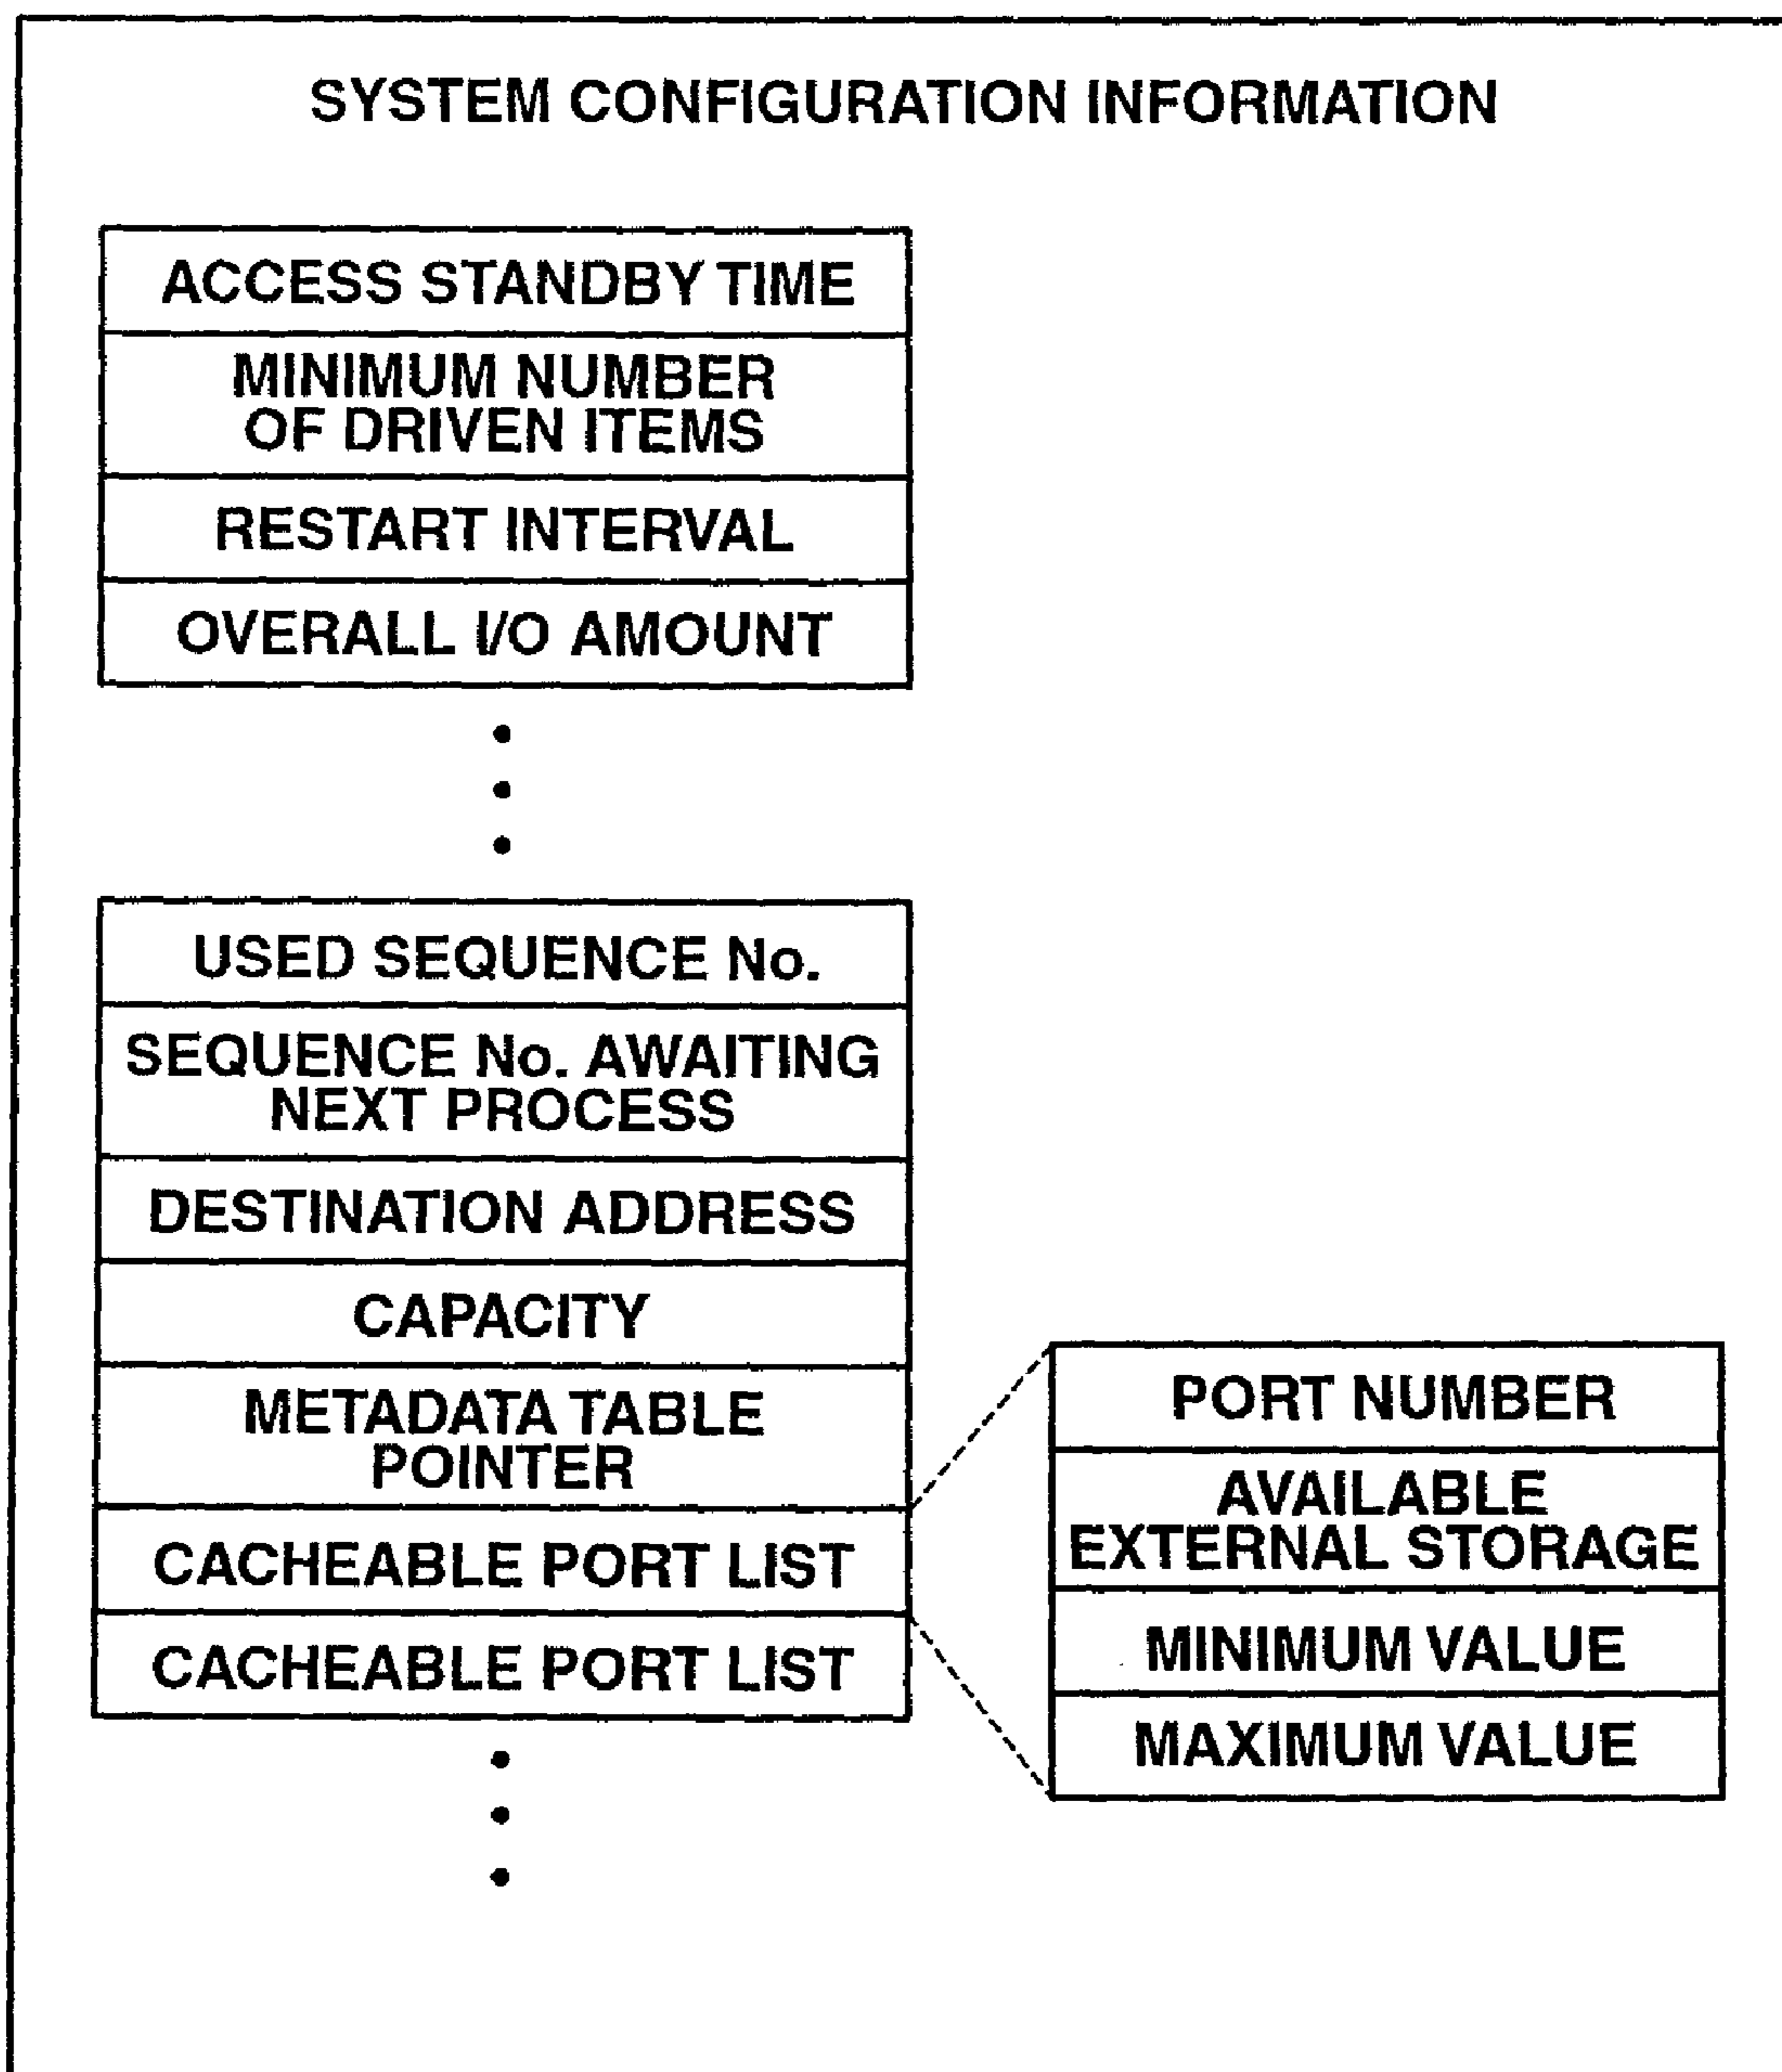 SYSTEM CONFIGURATION INFORMATION
ACCESS STANDBY TIME
MINIMUM NUMBER
OF DRIVEN ITEMS
RESTART INTERVAL
OVERALL I/O AMOUNT
USED SEQUENCE No.
SEQUENCE No. AWAITING
NEXT PROCESS
DESTINATION ADDRESS
CAPACITY
METADATA TABLE
POINTER
CACHEABLE PORT LIST
CACHEABLE PORT LIST
PORT NUMBER
AVAILABLE
EXTERNAL STORAGE
MINIMUM VALUE
MAXIMUM VALUE